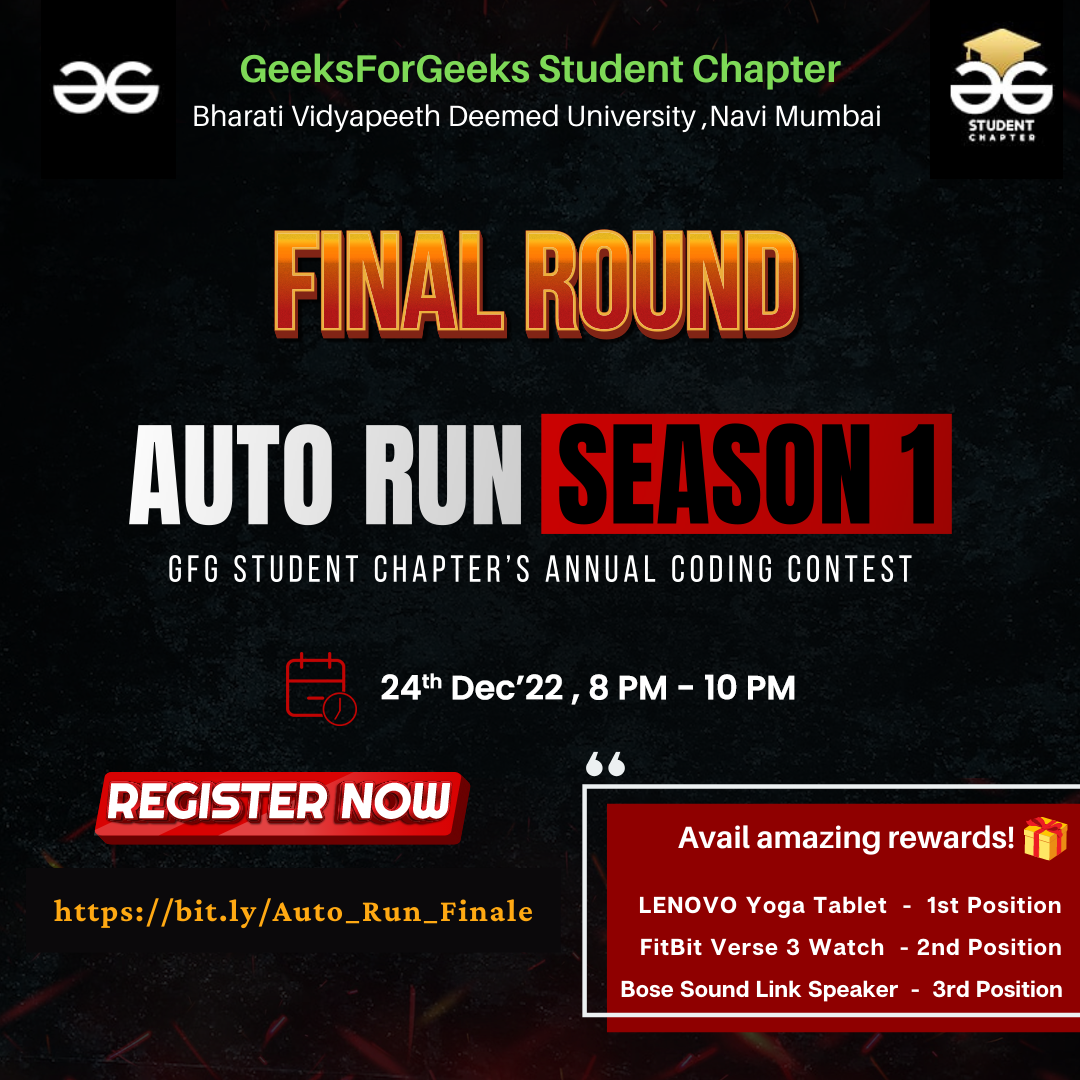 GeeksForGeeks Student Chapter
Bharati Vidyapeeth Deemed University ,Navi Mumbai
STUDENT
CHAPTER
FINAL ROUND
AUTO RUN SEASON 1
GFG STUDENT CHAPTER'S ANNUAL CODING CONTEST
24th Dec'22 , 8 PM - 10 PM
REGISTER NOW
https://bit.ly/Auto_Run_Finale
“
Avail amazing rewards!
LENOVO Yoga Tablet - 1st Position
FitBit Verse 3 Watch - 2nd Position
Bose Sound Link Speaker - 3rd Position